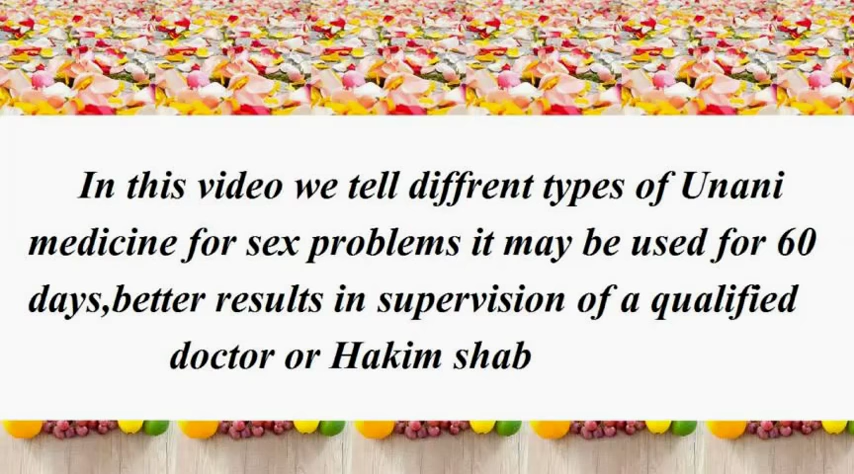 In this video we tell diffrent types of Unani
medicine for sex problems it may be used for 60
days,better results in supervision of a qualified
doctor or Hakim shab